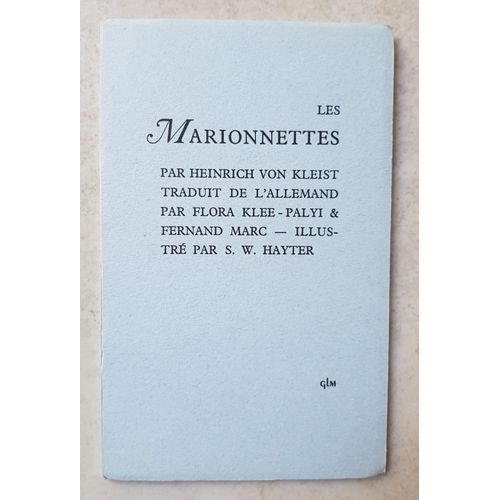 LES
MARIONNETTES
PAR HEINRICH VON KLEIST
TRADUIT DE L'ALLEMAND
PAR FLORA KLEE-PALYI &
FERNAND MARC — ILLUS-
TRÉ PAR S. W. HAYTER
GLM